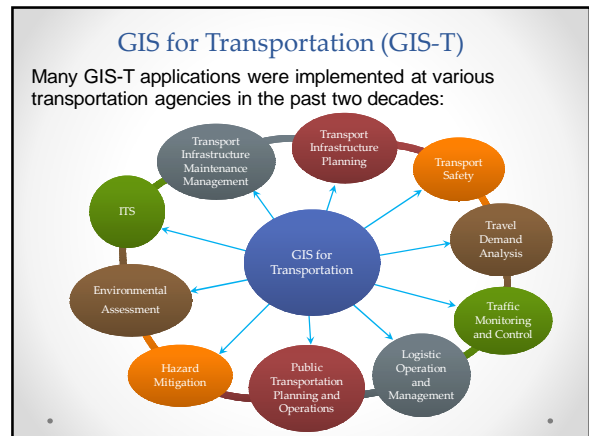 GIS for Transportation (GIS-T)
Many GIS-T applications were implemented at various
transportation agencies in the past two decades:
Transport
Infrastructure
Planning
Transport
Infrastructure
Maintenance
Management
Transport
Safety
ITS
Travel
Demand
Analysis
GIS for
Transportation
Environmental
Assessment
Traffic
Monitoring
and Control
Hazard
Mitigation
Public
Transportation
Planning and
Operations
Logistic
Operation
and
Management